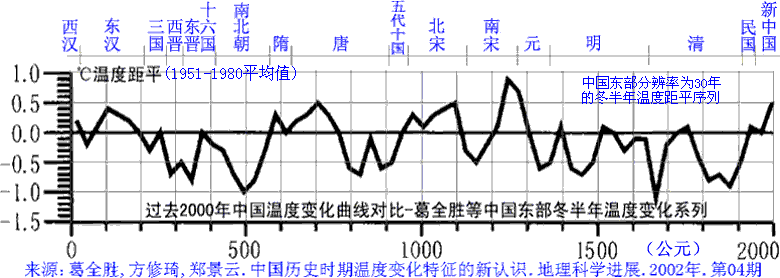 西汉 东汉 三国 西晋 东晋 十六国 南北朝 隋 唐 五代十国 北宋 南宋 元 明 清 民国 新中国
1.0
℃温度距平(1951-1980平均值)
中国东部分辨率为30年
的冬半年温度距平序列
0.5
0.0
-0.5
-1.0
过去2000年中国温度变化曲线对比-葛全胜等中国东部冬半年温度变化系列
-1.5
0 500 1000 1500 (公元) 2000
来源:葛全胜,方修琦,郑景云.中国历史时期温度变化特征的新认识.地理科学进展.2002年.第04期